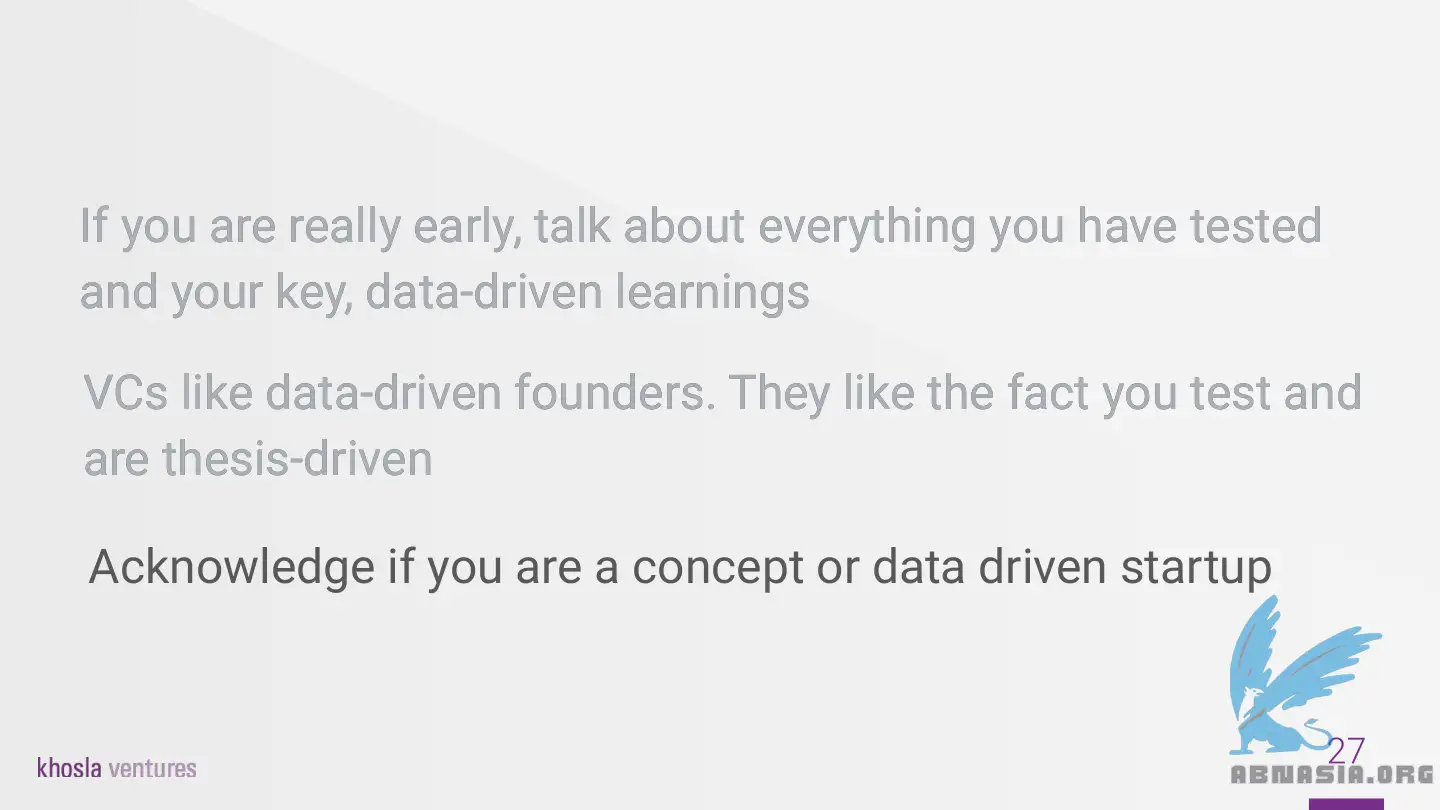 If you are really early, talk about everything you have tested
and your key, data-driven learnings
VCs like data-driven founders. They like the fact you test and
are thesis-driven
Acknowledge if you are a concept or data driven startup
khosla ventures
27
ABNASIA.ORG